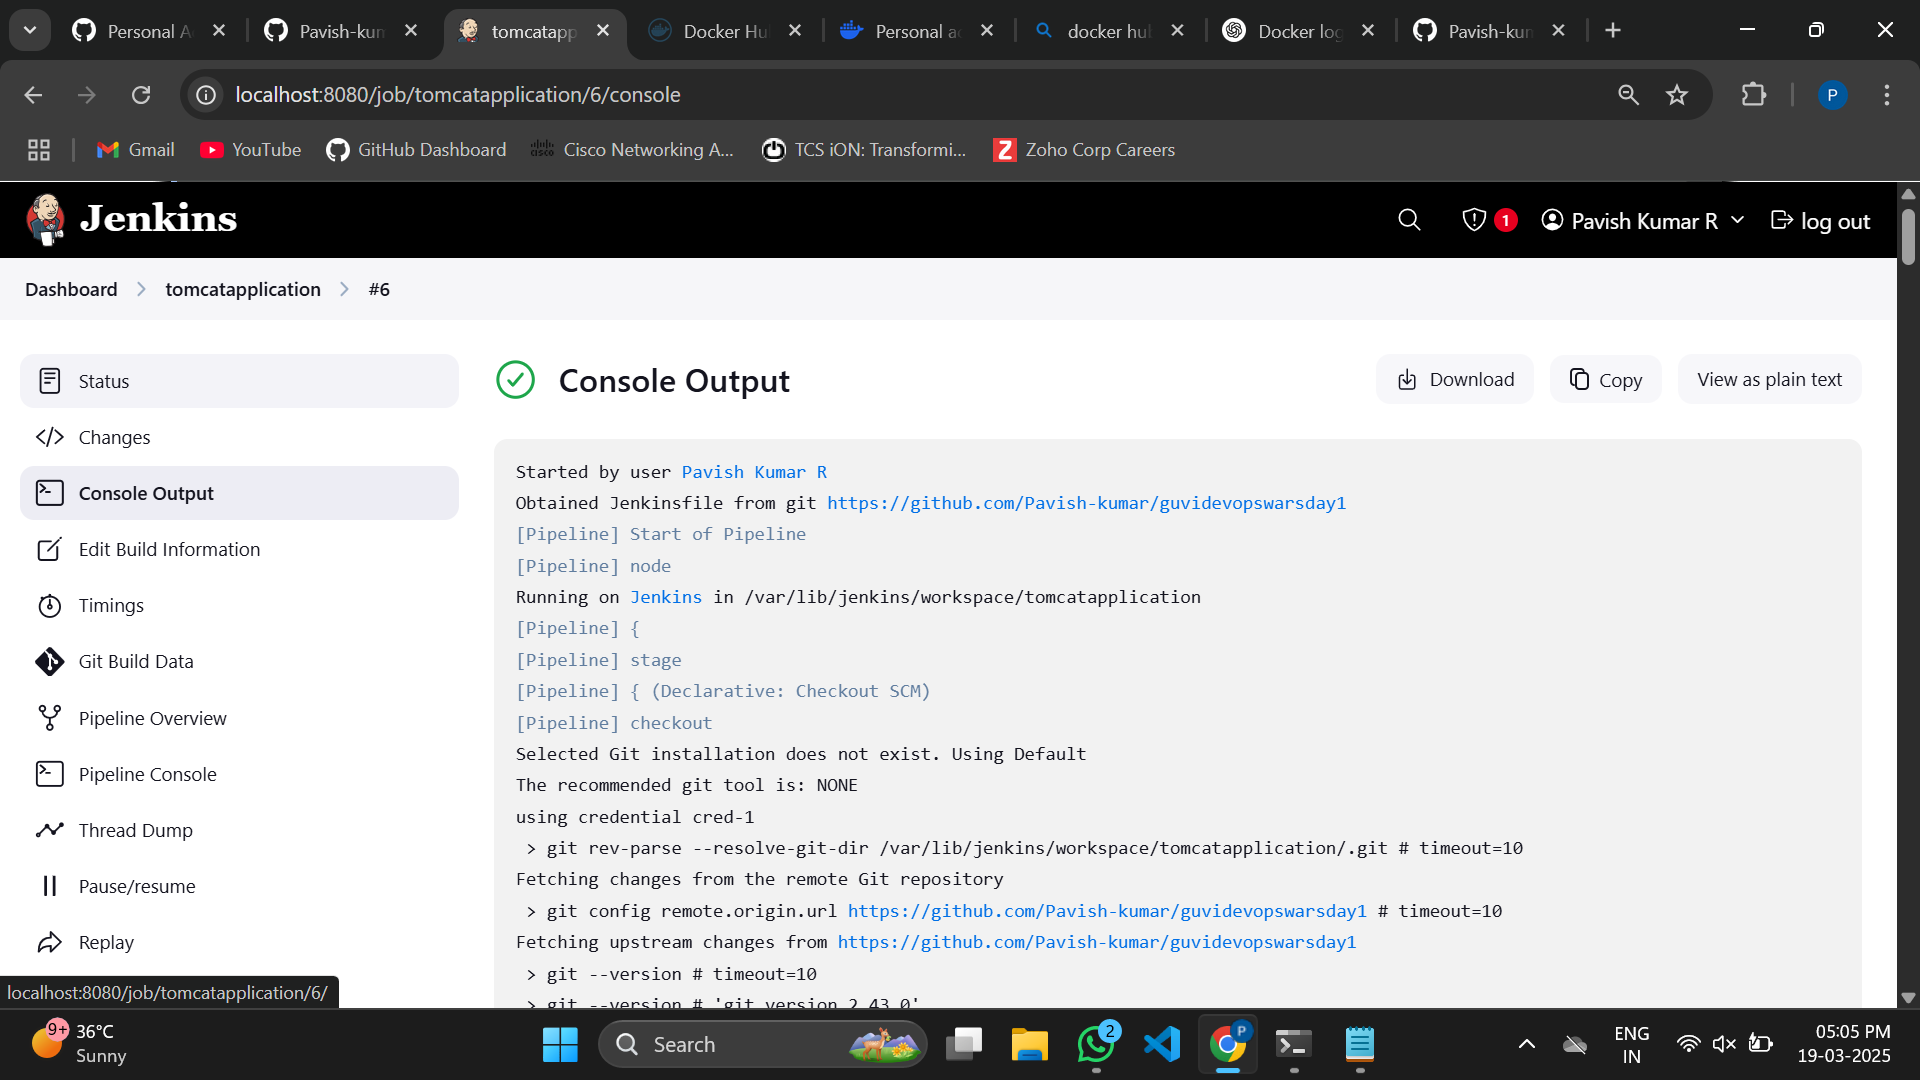 Personal A
Pavish-kun
tomcatapp
Docker Hu
Personal ac
docker hu
Docker log
Pavish-kun
localhost:8080/job/tomcatapplication/6/console
P
Gmail
YouTube
GitHub Dashboard
Cisco Networking A...
TCS iON: Transformi...
Zoho Corp Careers
Jenkins
1
Pavish Kumar R
log out
Dashboard
tomcatapplication
#6
Status
Changes
Console Output
Edit Build Information
Timings
Git Build Data
Pipeline Overview
Pipeline Console
Thread Dump
Pause/resume
Replay
Console Output
Download
Copy
View as plain text
Started by user Pavish Kumar R
Obtained Jenkinsfile from git https://github.com/Pavish-kumar/guvidevopswarsday1
[Pipeline] Start of Pipeline
[Pipeline] node
Running on Jenkins in /var/lib/jenkins/workspace/tomcatapplication
[Pipeline] {
[Pipeline] stage
[Pipeline] { (Declarative: Checkout SCM)
[Pipeline] checkout
Selected Git installation does not exist. Using Default
The recommended git tool is: NONE
using credential cred-1
> git rev-parse --resolve-git-dir /var/lib/jenkins/workspace/tomcatapplication/.git # timeout=10
Fetching changes from the remote Git repository
> git config remote.origin.url https://github.com/Pavish-kumar/guvidevopswarsday1 # timeout=10
Fetching upstream changes from https://github.com/Pavish-kumar/guvidevopswarsday1
> git --version # timeout=10
> git --version # 'git version 2.43.0'
localhost:8080/job/tomcatapplication/6/
9+
36°C
Sunny
Search
2
P
ENG
IN
05:05 PM
19-03-2025